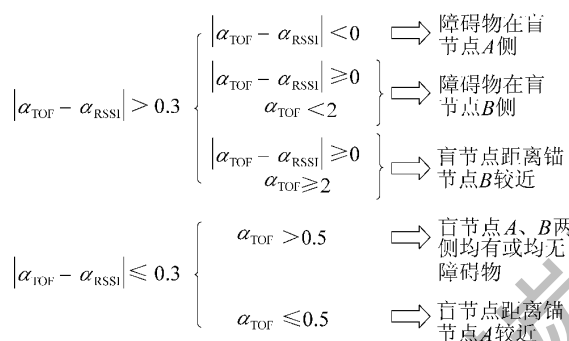 |α_TOF − α_RSSI| > 0.3
|α_TOF − α_RSSI| < 0 ⇨ 障碍物在盲
节点A侧
|α_TOF − α_RSSI| ≥ 0
α_TOF < 2
⇨ 障碍物在盲
节点B侧
|α_TOF − α_RSSI| ≥ 0
α_TOF ≥ 2
⇨ 盲节点距离锚
节点B较近
|α_TOF − α_RSSI| ≤ 0.3
α_TOF > 0.5 ⇨ 盲节点A、B两
侧均有或均无
障碍物
α_TOF ≤ 0.5 ⇨ 盲节点距离锚
节点A较近